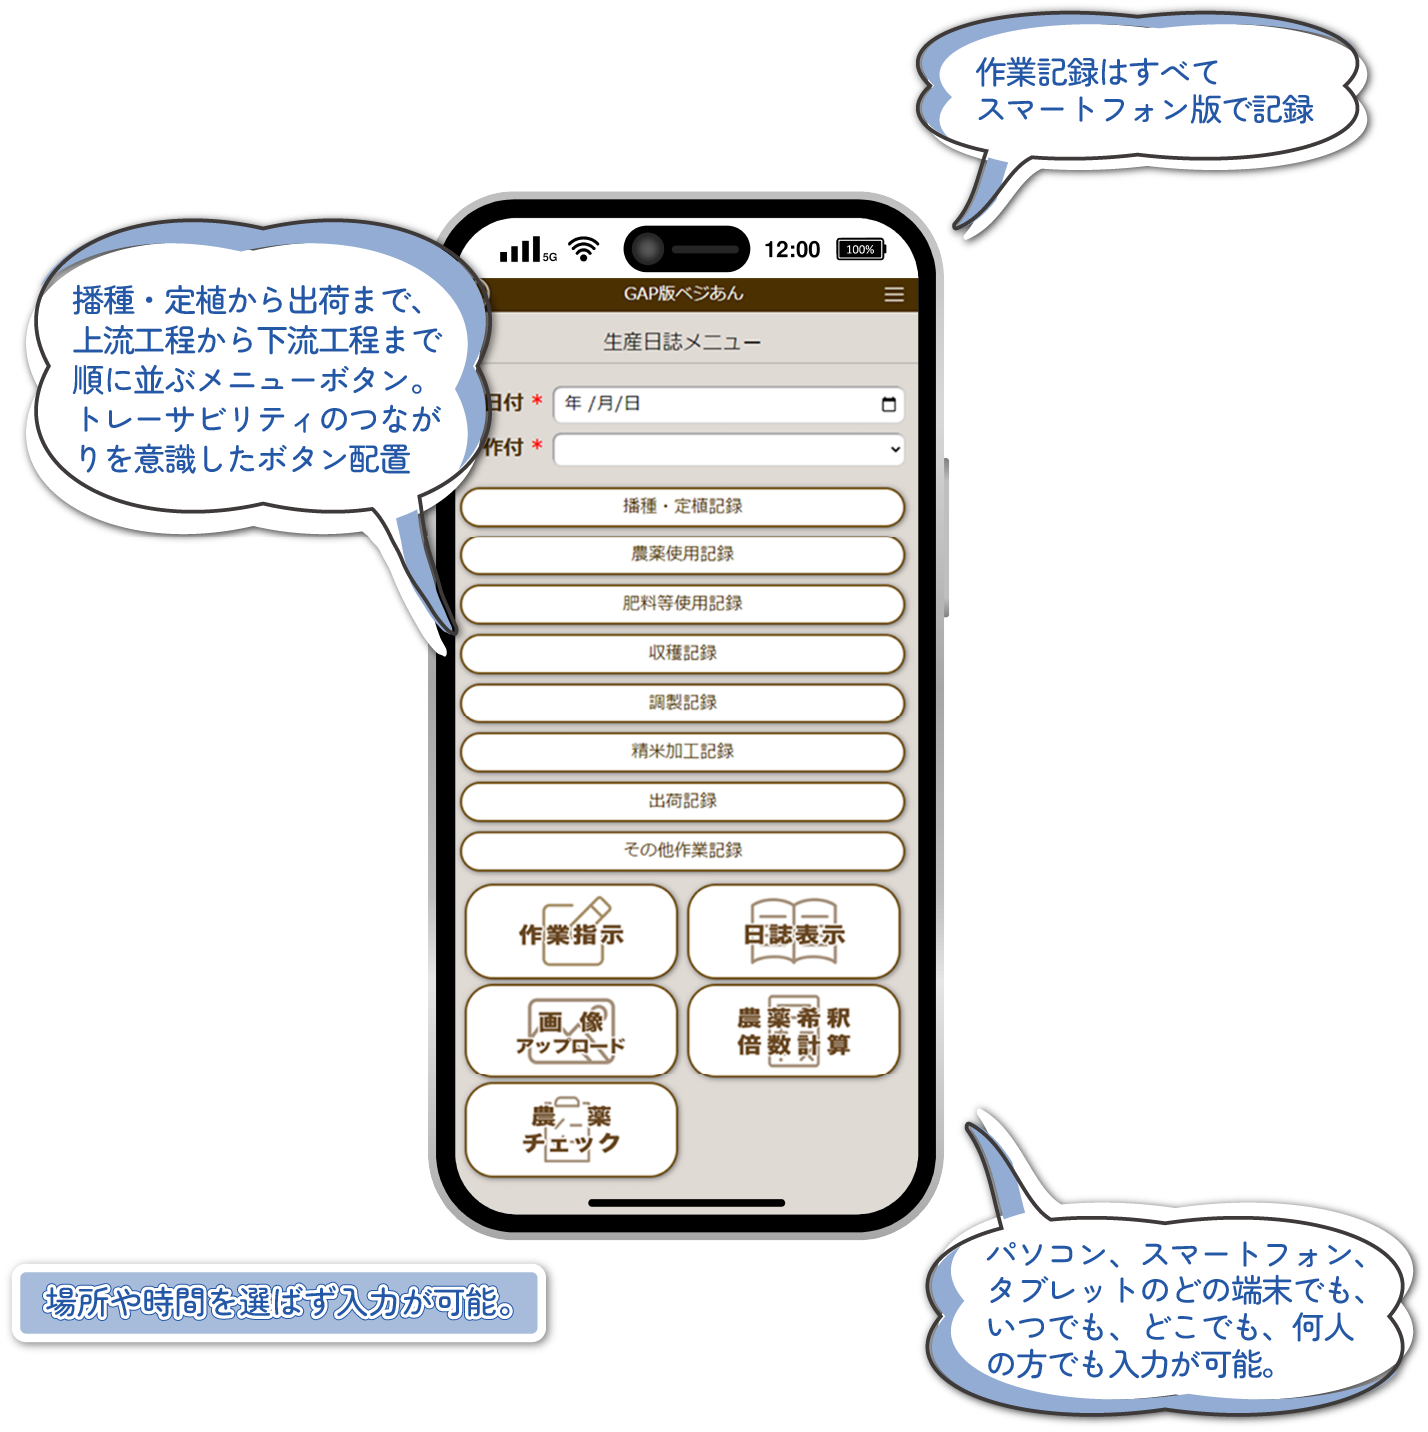 作業記録はすべて
スマートフォン版で記録
播種・定植から出荷まで、
上流工程から下流工程まで
順に並ぶメニューボタン。
トレーサビリティのつなが
りを意識したボタン配置
5G
12:00
100%
GAP版ベジあん
生産日誌メニュー
日付 *
年 /月/日
作付 *
播種・定植記録
農薬使用記録
肥料等使用記録
収穫記録
調製記録
精米加工記録
出荷記録
その他作業記録
作業指示
日誌表示
画像
アップロード
農薬希釈
倍数計算
農薬
チェック
パソコン、スマートフォン、
タブレットのどの端末でも、
いつでも、どこでも、何人
の方でも入力が可能。
場所や時間を選ばず入力が可能。